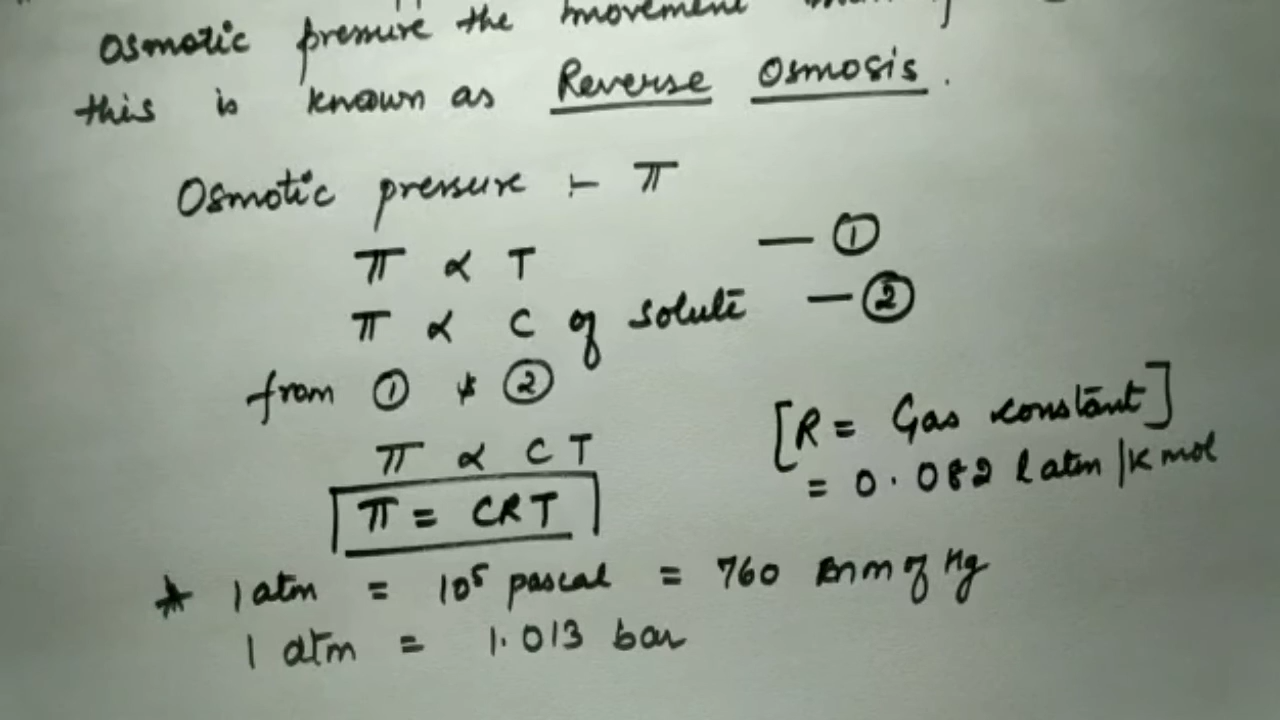 Osmotic pressure the movement
this is known as Reverse Osmosis.
Osmotic pressure :- π
π ∝ T — ①
π ∝ C of solute — ②
from ① & ②
π ∝ CT
π = CRT
[R = Gas constant]
= 0.082 l atm/K mol
* 1 atm = 10⁵ pascal = 760 mm of Hg
1 atm = 1.013 bar